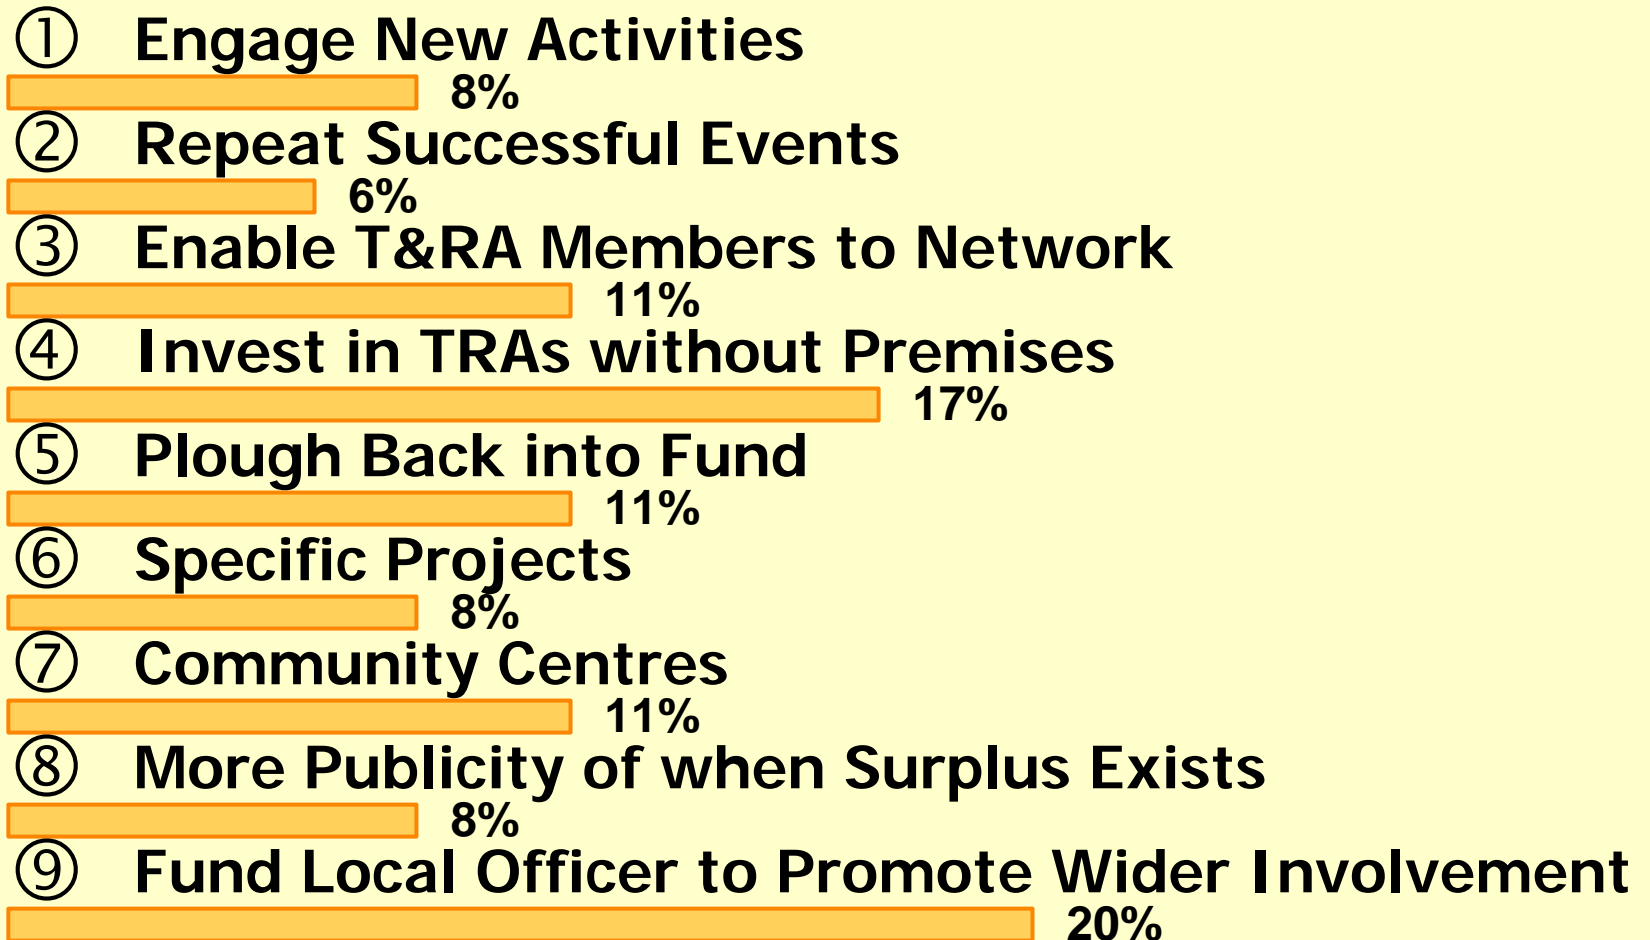 ① Engage New Activities
8%
② Repeat Successful Events
6%
③ Enable T&RA Members to Network
11%
④ Invest in TRAs without Premises
17%
⑤ Plough Back into Fund
11%
⑥ Specific Projects
8%
⑦ Community Centres
11%
⑧ More Publicity of when Surplus Exists
8%
⑨ Fund Local Officer to Promote Wider Involvement
20%